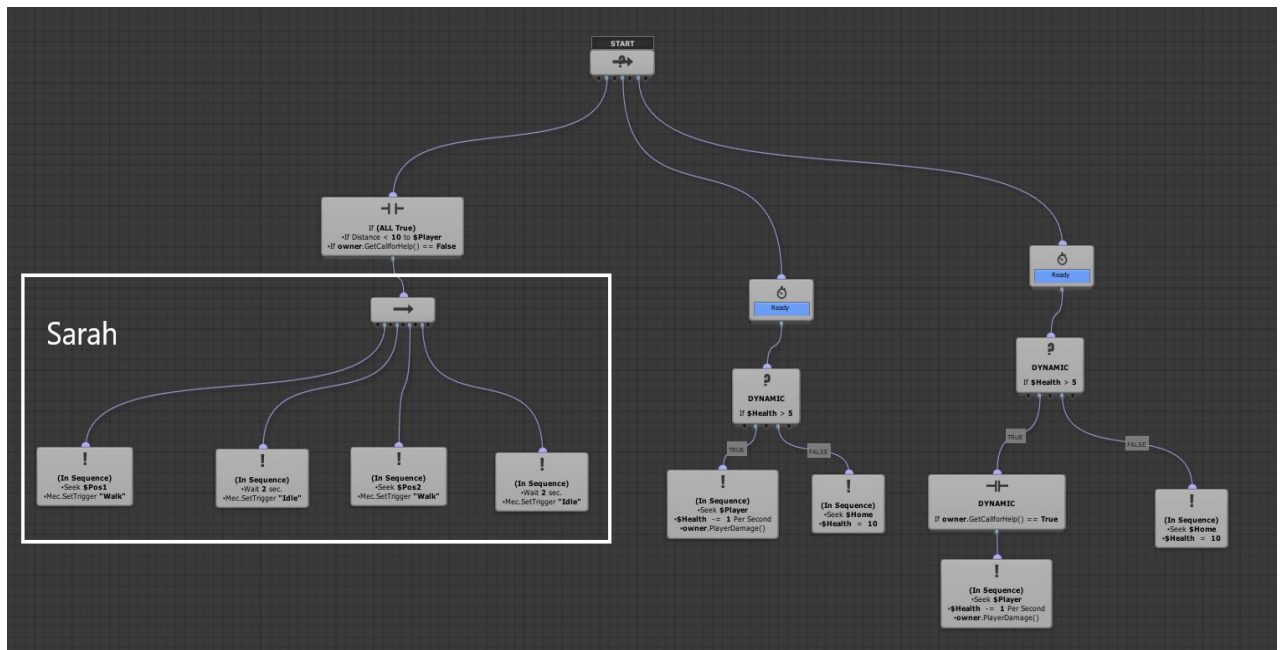 START
If (ALL True)
•If Distance < 10 to $Player
•If owner.GetCallforHelp() == False
Sarah
(In Sequence)
•Seek $Pos1
•Mec.SetTrigger "Walk"
(In Sequence)
•Wait 2 sec.
•Mec.SetTrigger "Idle"
(In Sequence)
•Seek $Pos2
•Mec.SetTrigger "Walk"
(In Sequence)
•Wait 2 sec.
•Mec.SetTrigger "Idle"
Ready
DYNAMIC
If $Health > 5
TRUE
FALSE
(In Sequence)
•Seek $Player
•$Health -= 1 Per Second
•owner.PlayerDamage()
(In Sequence)
•Seek $Home
•$Health = 10
Ready
DYNAMIC
If $Health > 5
TRUE
FALSE
DYNAMIC
If owner.GetCallforHelp() == True
(In Sequence)
•Seek $Player
•$Health -= 1 Per Second
•owner.PlayerDamage()
(In Sequence)
•Seek $Home
•$Health = 10